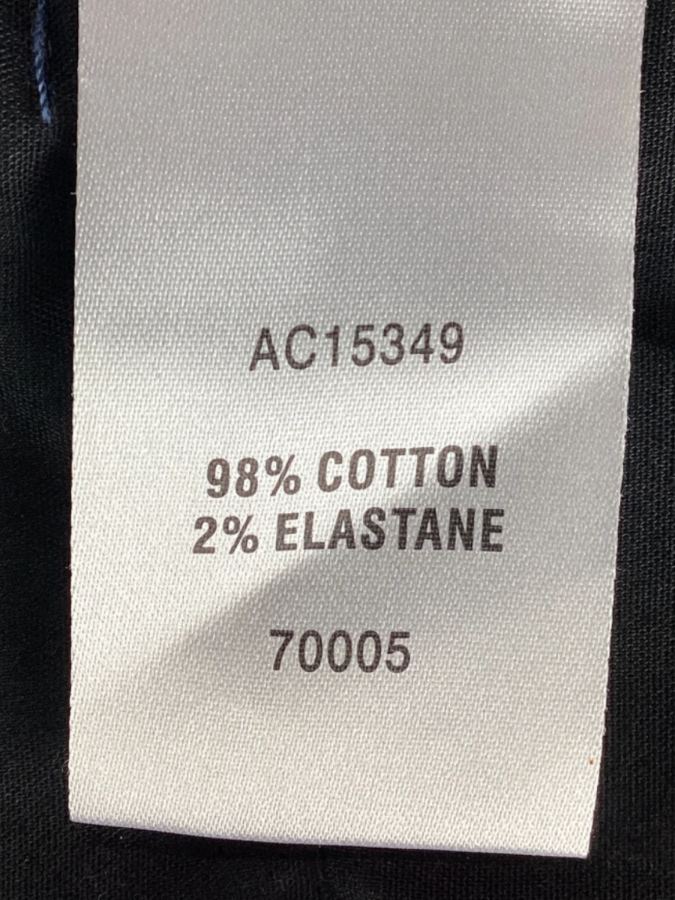 AC15349
98% COTTON
2% ELASTANE
70005